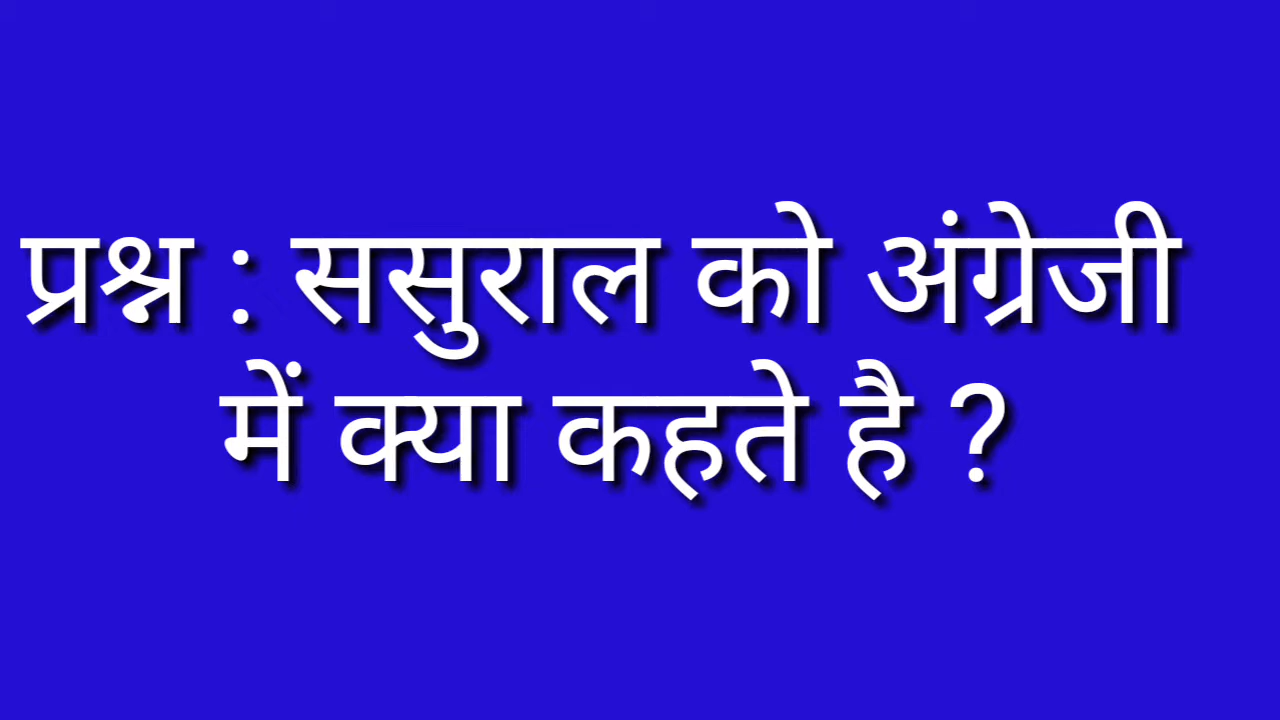 प्रश्न : ससुराल को अंग्रेजी
में क्या कहते है ?